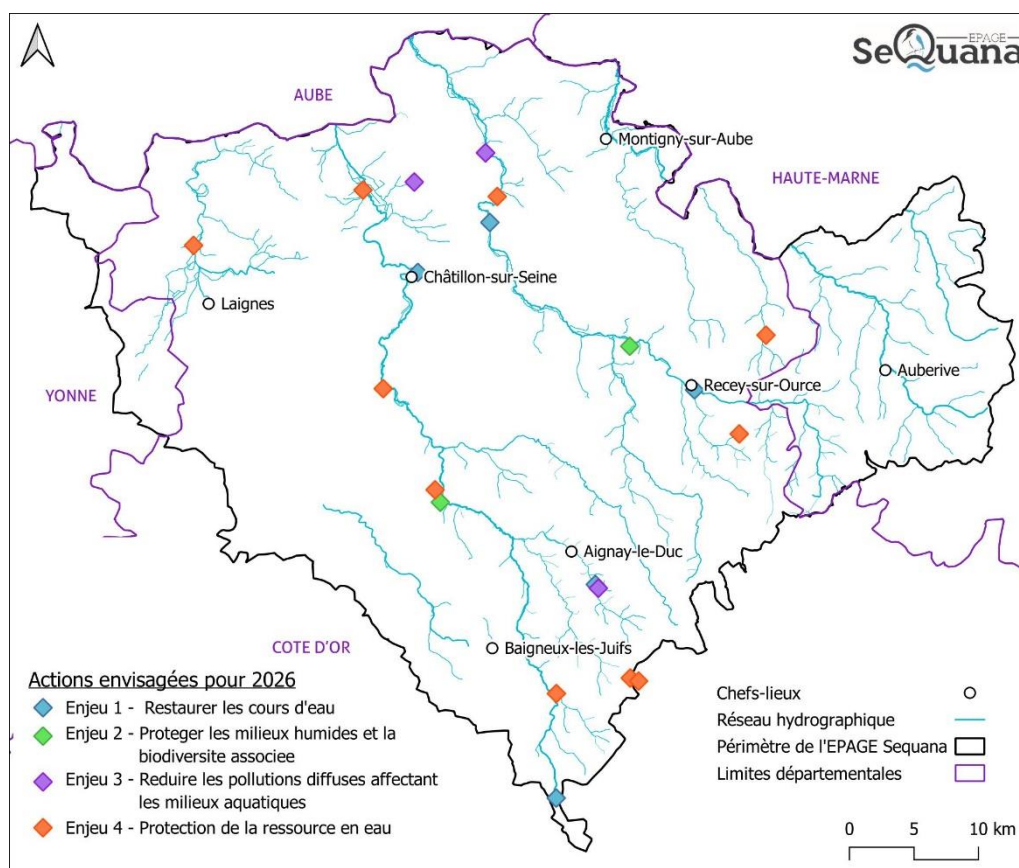 EPAGE
SeQuana
AUBE
Montigny-sur-Aube
HAUTE-MARNE
Châtillon-sur-Seine
Laignes
Auberive
YONNE
Recey-sur-Ource
Aignay-le-Duc
COTE D'OR
Baigneux-les-Juifs
Actions envisagées pour 2026
Enjeu 1 - Restaurer les cours d'eau
Enjeu 2 - Proteger les milieux humides et la
biodiversite associee
Enjeu 3 - Reduire les pollutions diffuses affectant
les milieux aquatiques
Enjeu 4 - Protection de la ressource en eau
Chefs-lieux
Réseau hydrographique
Périmètre de l'EPAGE Sequana
Limites départementales
0 5 10 km